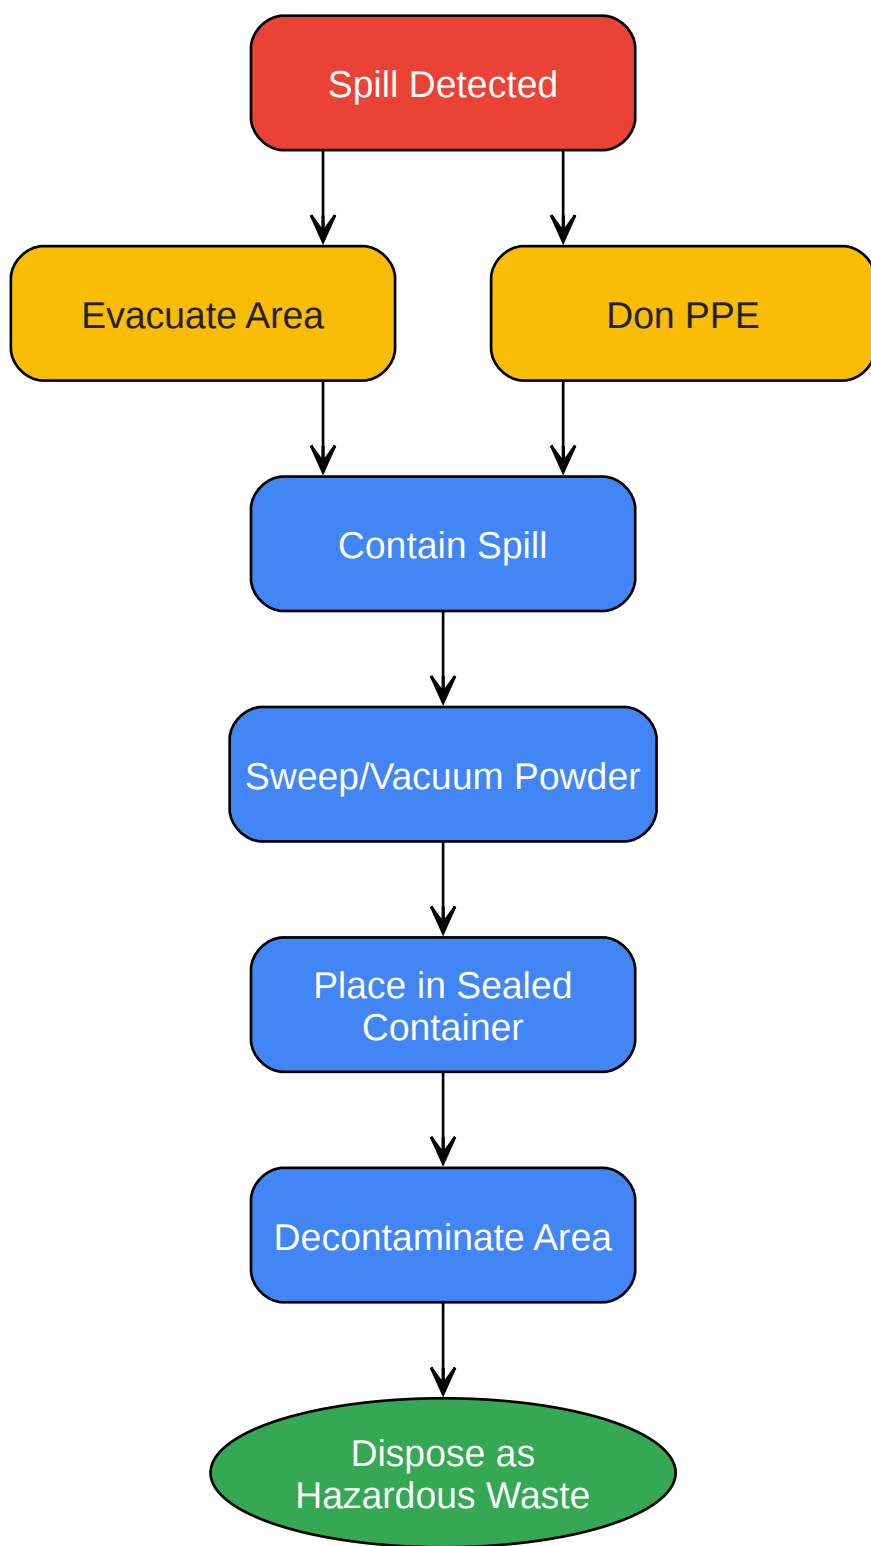 Spill Detected
Evacuate Area
Don PPE
Contain Spill
Sweep/Vacuum Powder
Place in Sealed
Container
Decontaminate Area
Dispose as
Hazardous Waste